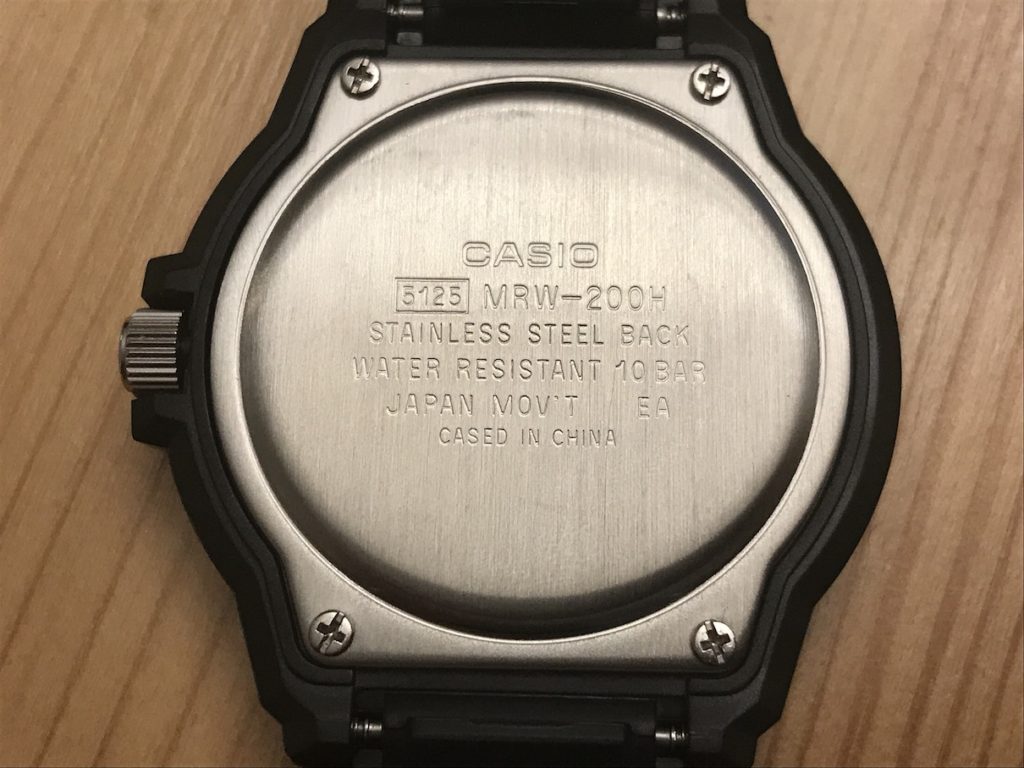 CASIO
5125 MRW-200H
STAINLESS STEEL BACK
WATER RESISTANT 10 BAR
JAPAN MOV'T EA
CASED IN CHINA